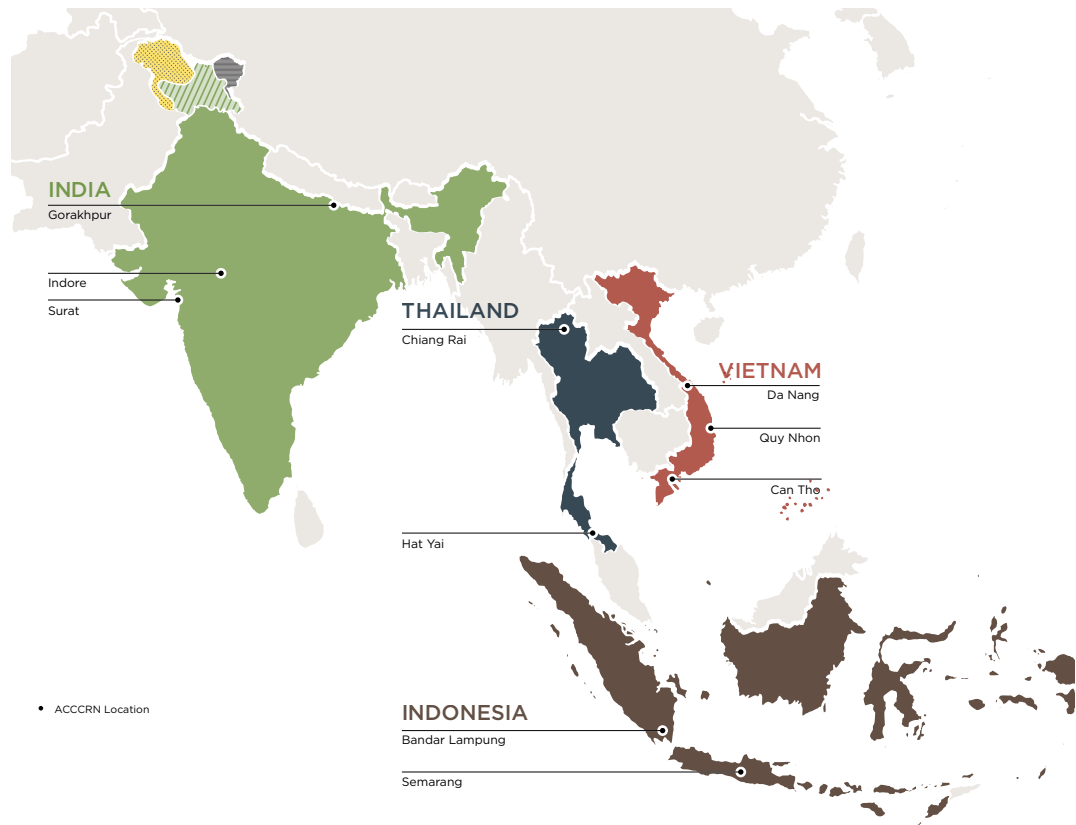 INDIA
Gorakhpur
Indore
Surat
THAILAND
Chiang Rai
Hat Yai
VIETNAM
Da Nang
Quy Nhon
Can Tho
INDONESIA
Bandar Lampung
Semarang
ACCCRN Location